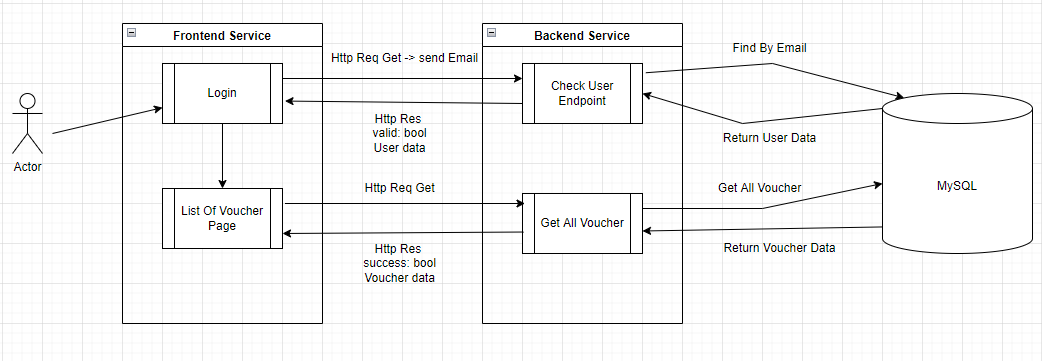 Frontend Service
Backend Service
Login
Http Req Get -> send Email
Check User
Endpoint
Find By Email
Http Res
valid: bool
User data
Return User Data
Actor
MySQL
List Of Voucher
Page
Http Req Get
Get All Voucher
Get All Voucher
Http Res
success: bool
Voucher data
Return Voucher Data